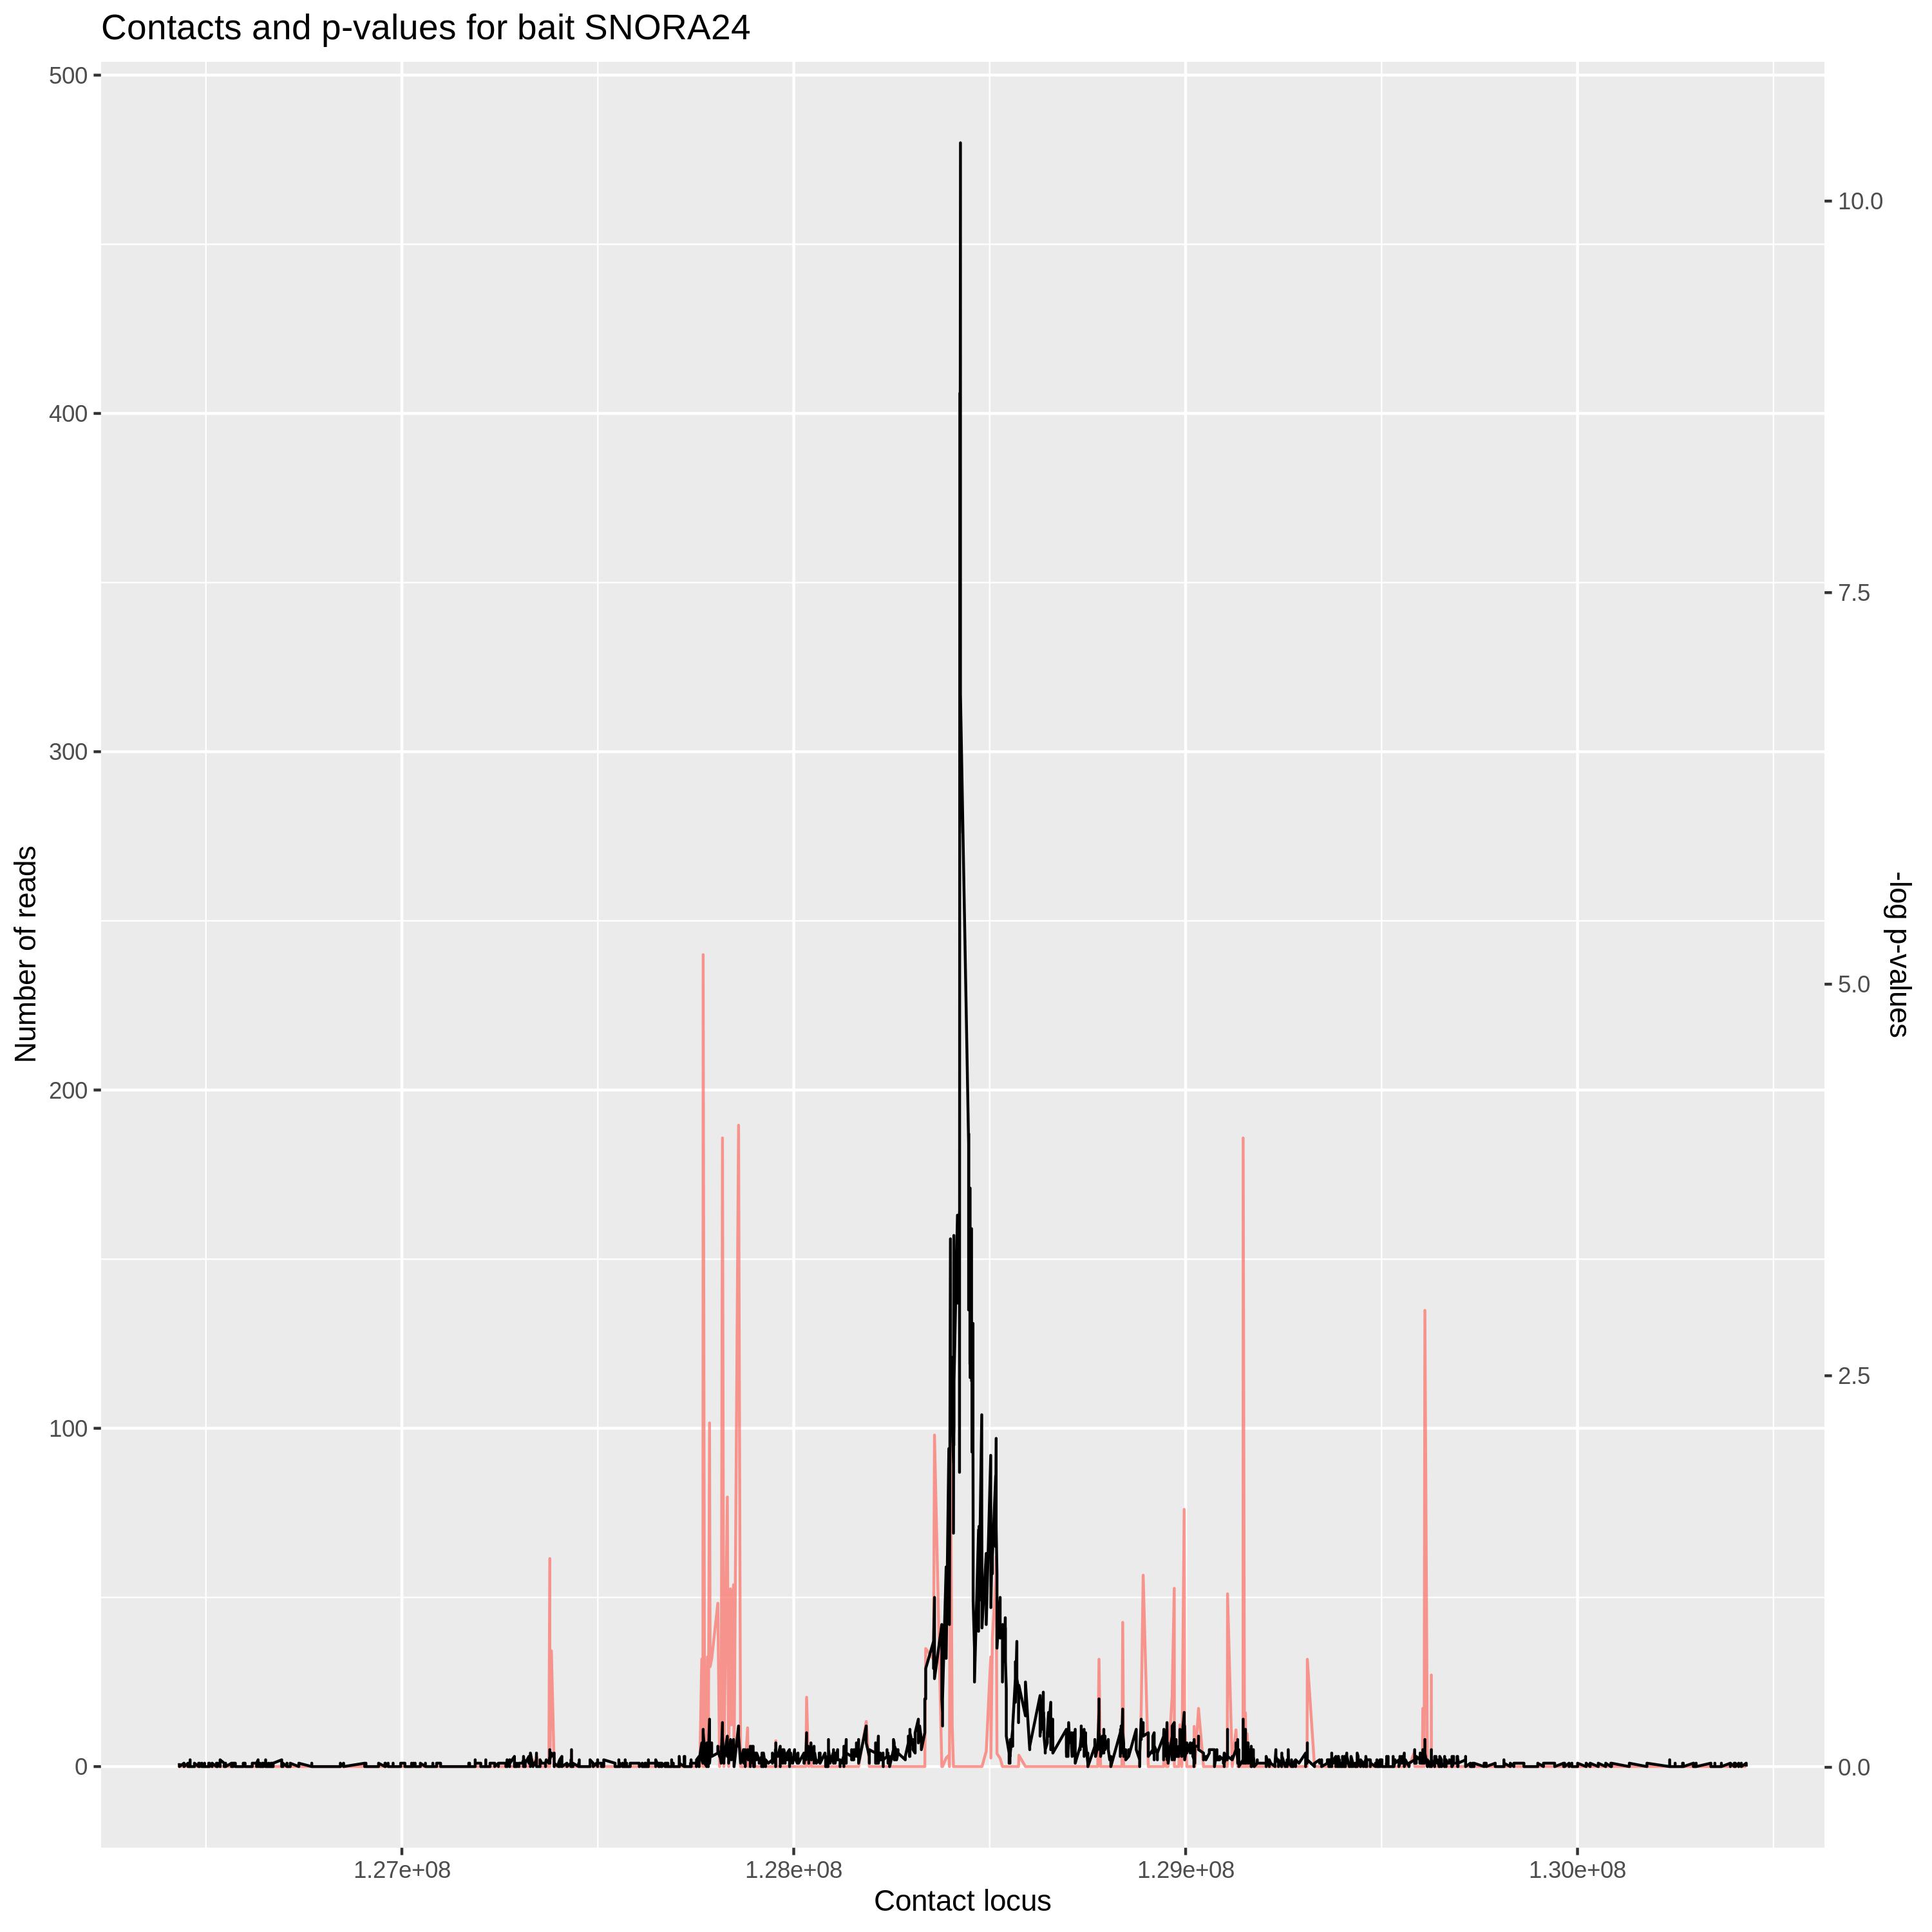 Contacts and p-values for bait SNORA24
500
400
300
200
100
0
Number of reads
10.0
7.5
5.0
2.5
0.0
-log p-values
1.27e+08
1.28e+08
1.29e+08
1.30e+08
Contact locus